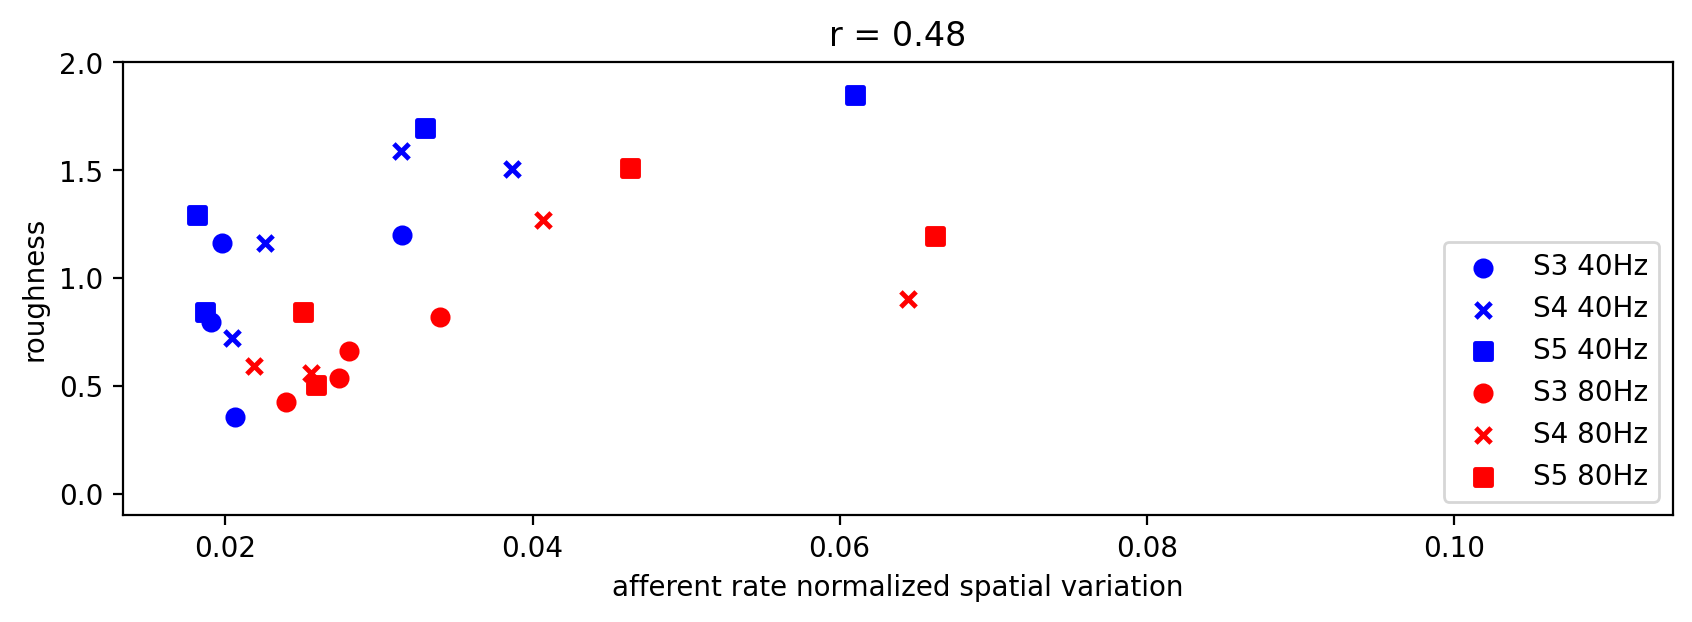 r = 0.48
2.0
1.5
1.0
0.5
0.0
roughness
0.02 0.04 0.06 0.08 0.10
afferent rate normalized spatial variation
S3 40Hz
S4 40Hz
S5 40Hz
S3 80Hz
S4 80Hz
S5 80Hz